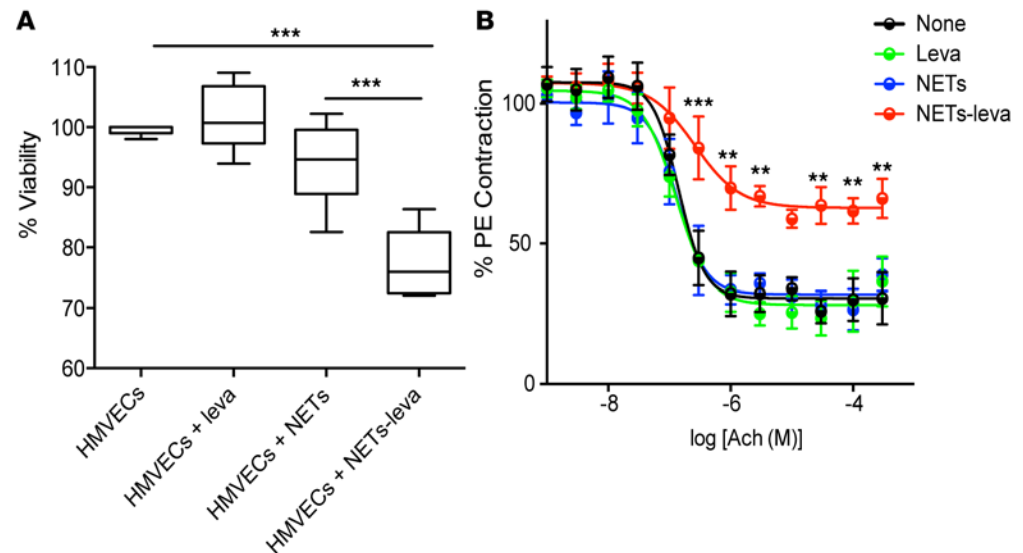 A
***
***
110
100
90
80
70
60
% Viability
HMVECs
HMVECs + leva
HMVECs + NETs
HMVECs + NETs-leva
B
None
Leva
NETs
NETs-leva
***
**
**
**
**
**
100
50
0
% PE Contraction
-8
-6
-4
log [Ach (M)]